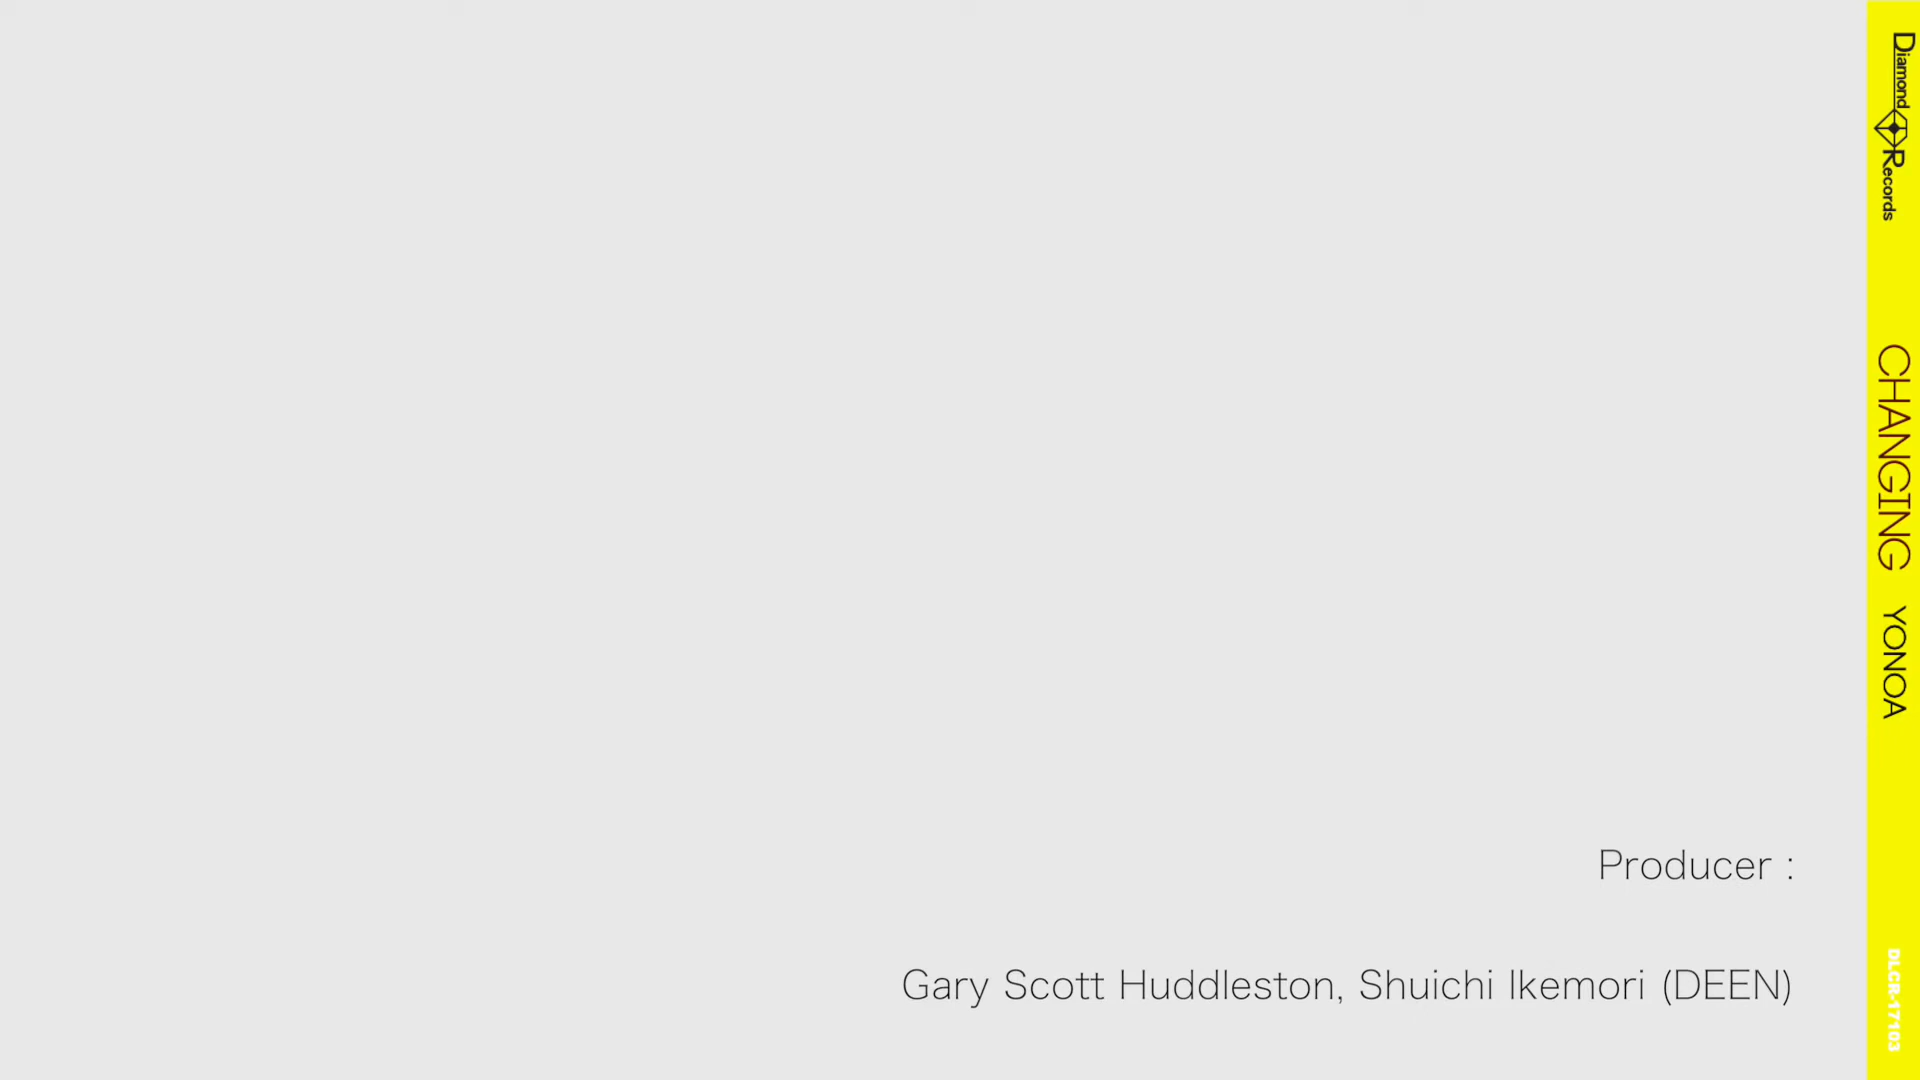 Diamond Records
CHANGING YONOA
DLCR-17103
Producer :
Gary Scott Huddleston, Shuichi Ikemori (DEEN)